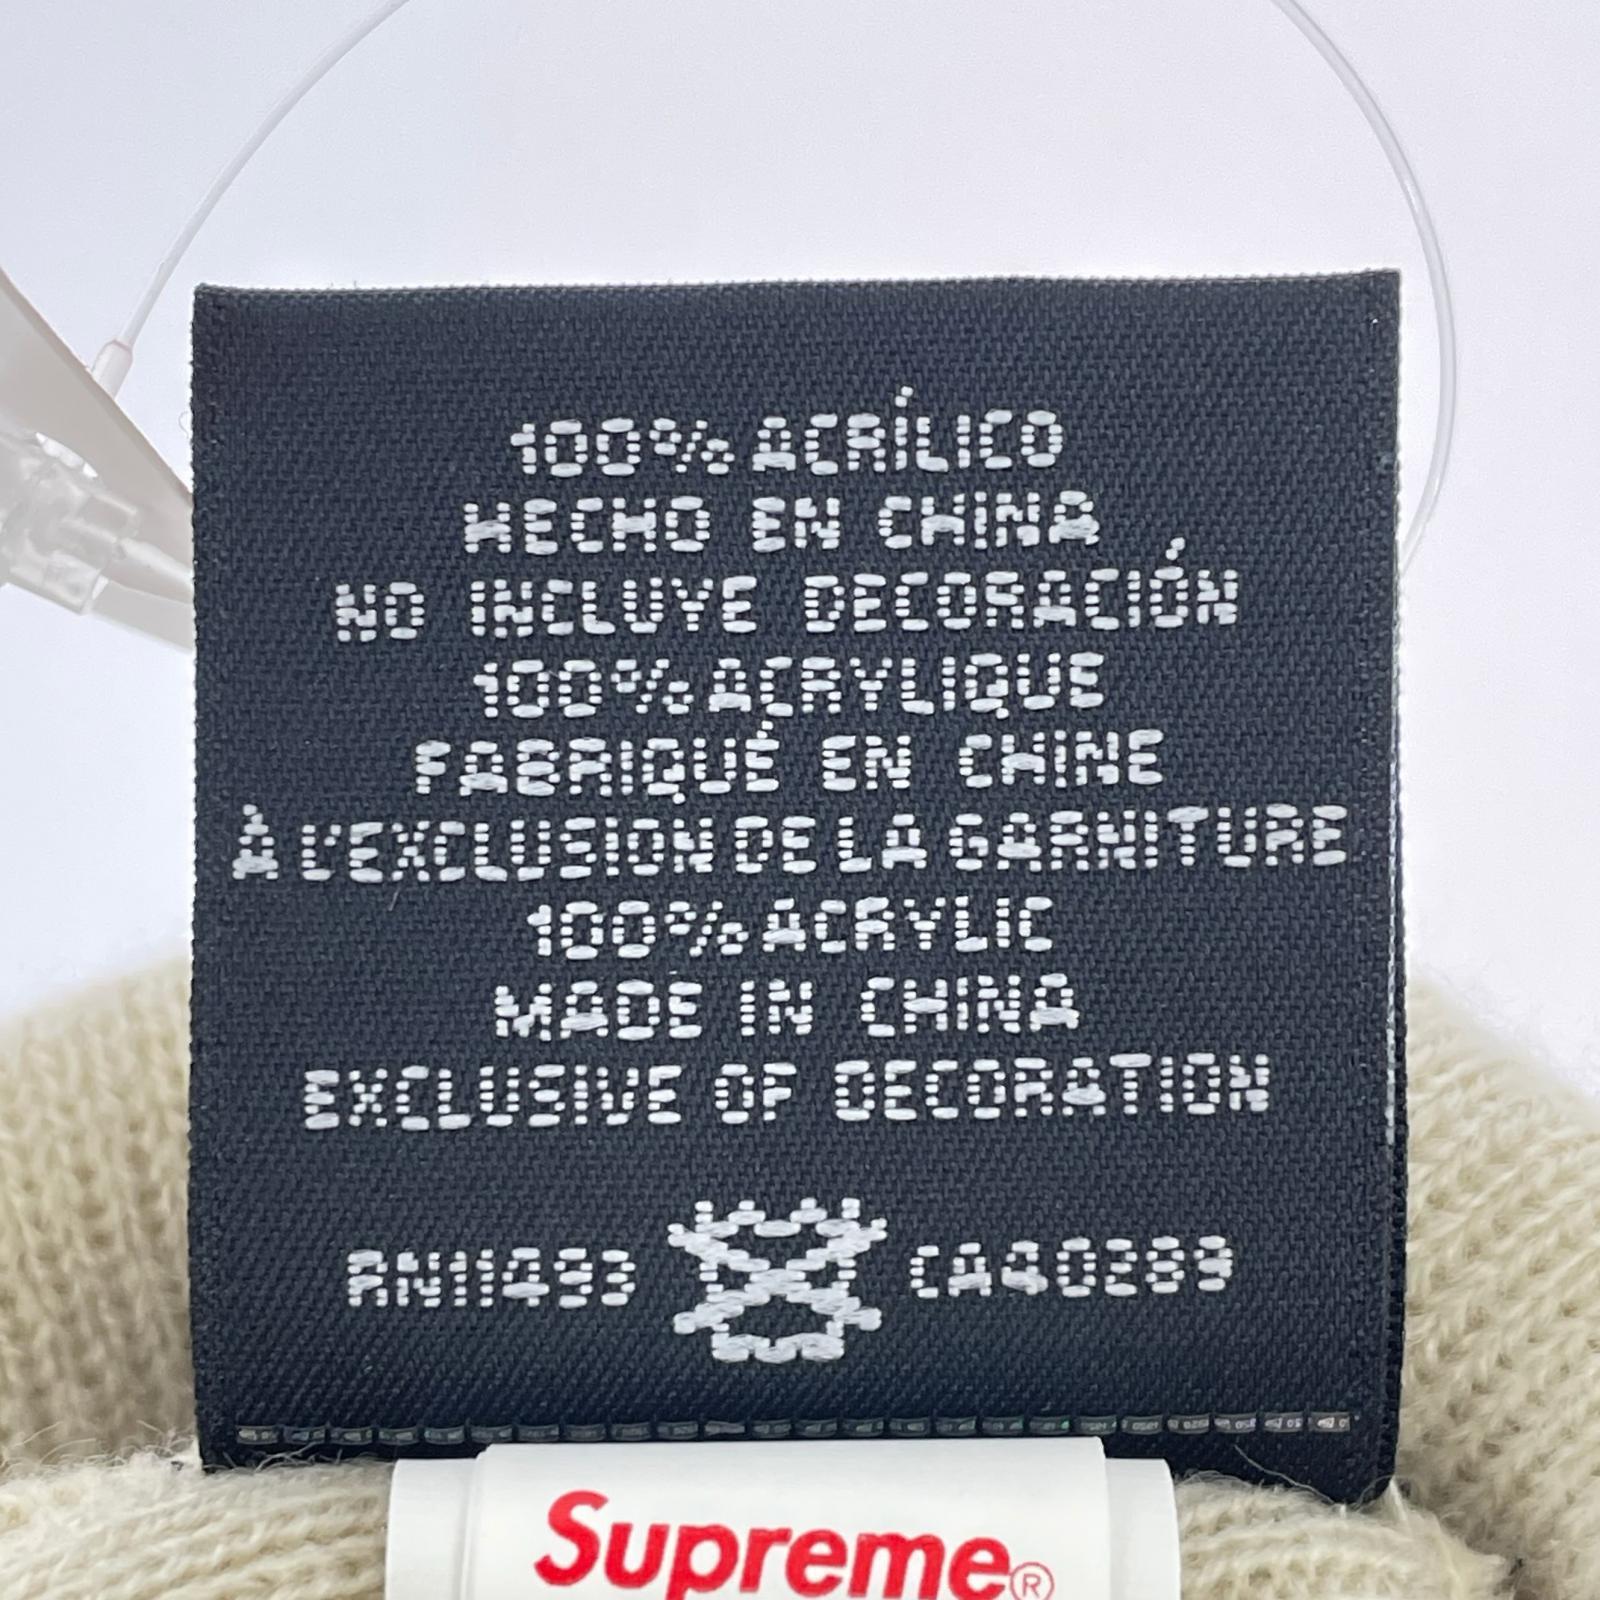 100% ACRÍLICO
HECHO EN CHINA
NO INCLUYE DECORACIÓN
100% ACRYLIQUE
FABRIQUÉ EN CHINE
À L'EXCLUSION DE LA GARNITURE
100% ACRYLIC
MADE IN CHINA
EXCLUSIVE OF DECORATION
RN11493 CA40289
Supreme®